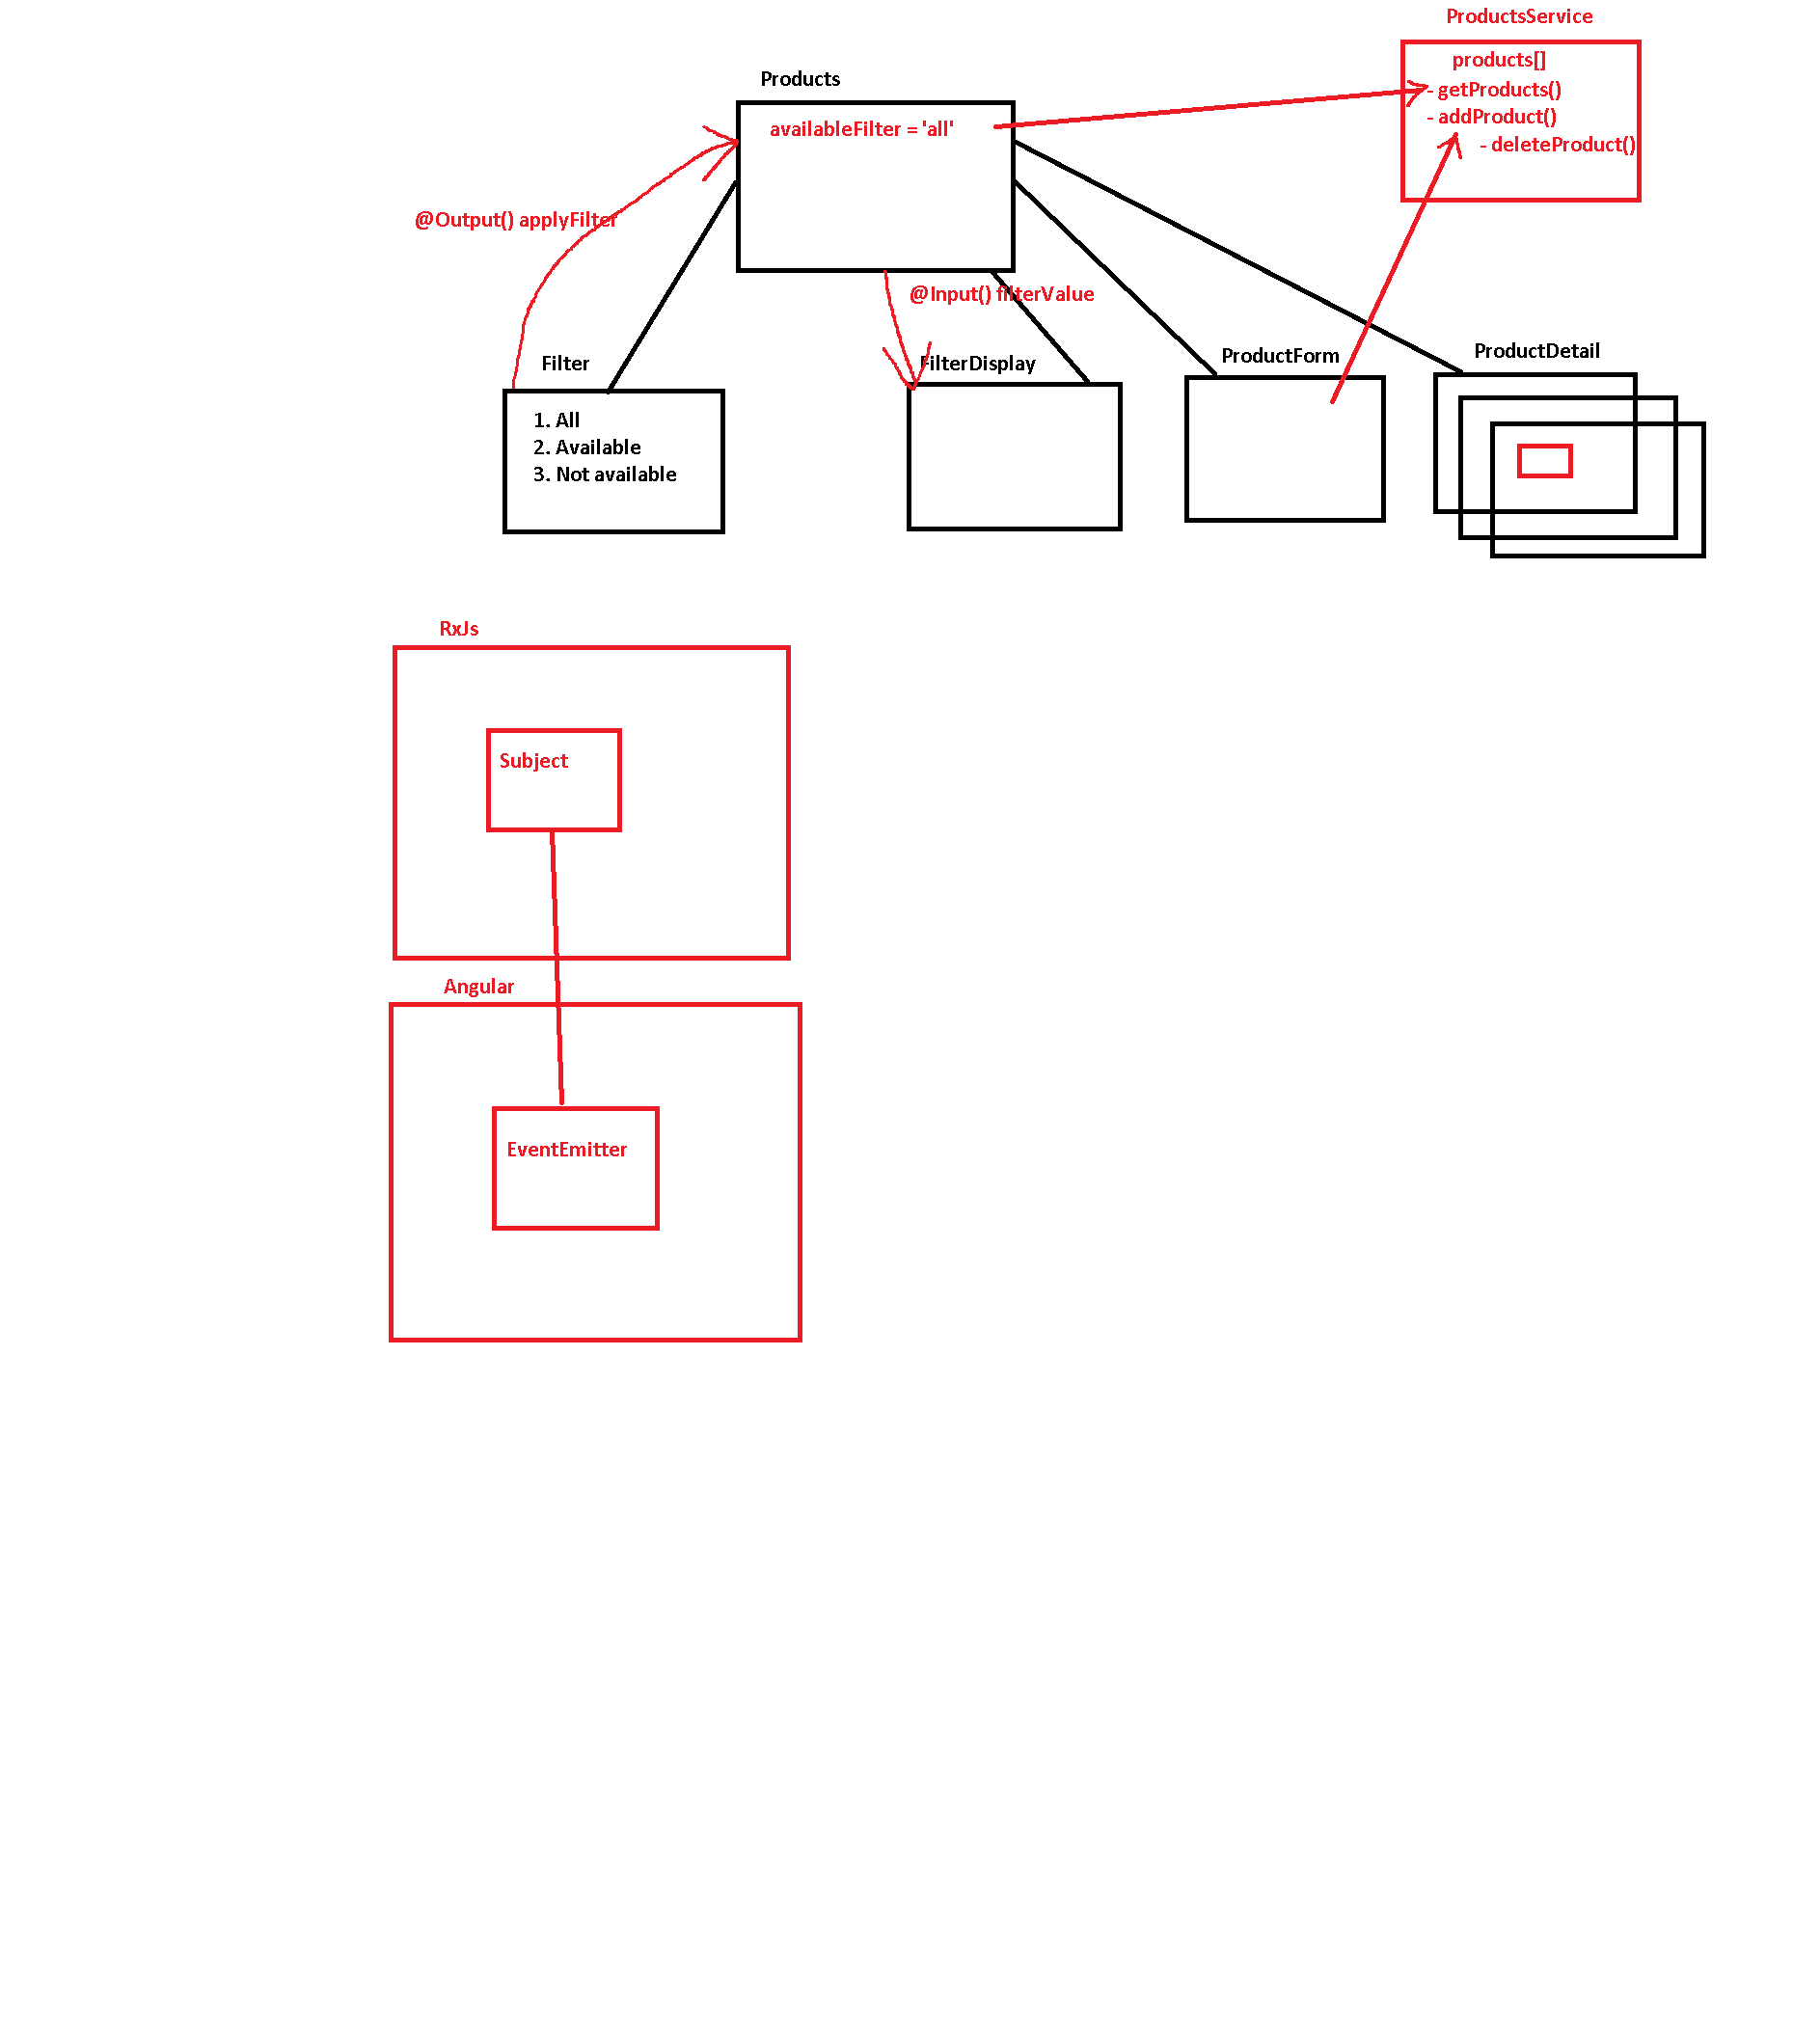 ProductsService
products[]
- getProducts()
- addProduct()
- deleteProduct()
Products
availableFilter = 'all'
@Output() applyFilter
@Input() filterValue
Filter
1. All
2. Available
3. Not available
FilterDisplay
ProductForm
ProductDetail
RxJs
Subject
Angular
EventEmitter